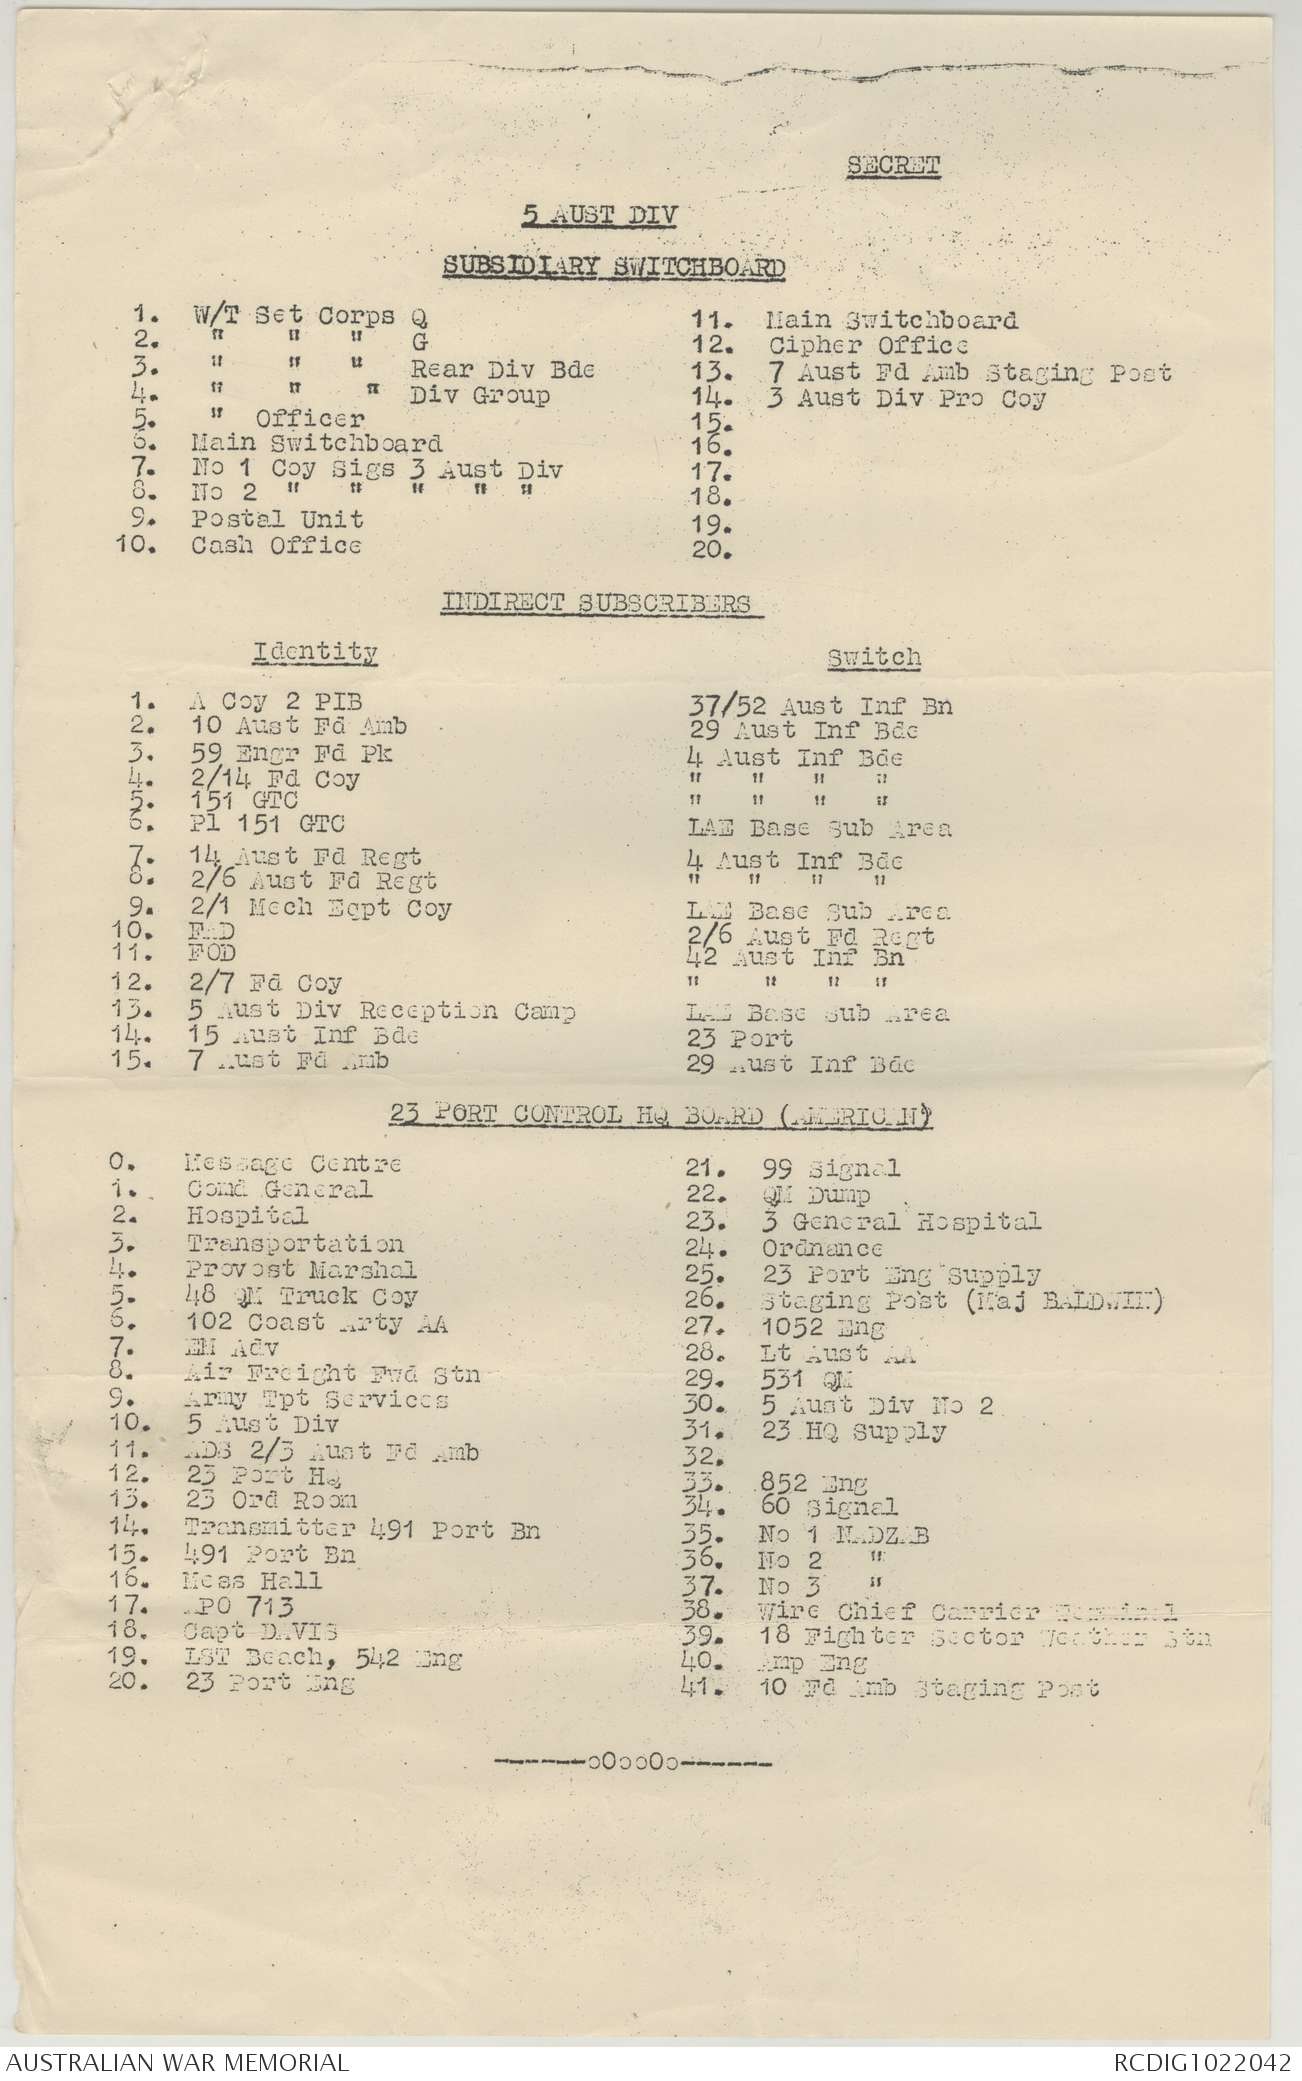 SECRET
5 AUST DIV
SUBSIDIARY SWITCHBOARD
1. W/T Set Corps Q
2. " " " G
3. " " " Rear Div Bde
4. " " " Div Group
5. " Officer
6. Main Switchboard
7. No 1 Coy Sigs 3 Aust Div
8. No 2 " " " " "
9. Postal Unit
10. Cash Office
11. Main Switchboard
12. Cipher Office
13. 7 Aust Fd Amb Staging Post
14. 3 Aust Div Pro Coy
15.
16.
17.
18.
19.
20.
INDIRECT SUBSCRIBERS
Identity Switch
1. A Coy 2 PIB 37/52 Aust Inf Bn
2. 10 Aust Fd Amb 29 Aust Inf Bde
3. 59 Engr Fd Pk 4 Aust Inf Bde
4. 2/14 Fd Coy " " " "
5. 151 GTC " " " "
6. Pl 151 GTC LAE Base Sub Area
7. 14 Aust Fd Regt 4 Aust Inf Bde
8. 2/6 Aust Fd Regt " " " "
9. 2/1 Mech Eqpt Coy LAE Base Sub Area
10. FAD 2/6 Aust Fd Regt
11. FOD 42 Aust Inf Bn
12. 2/7 Fd Coy " " " "
13. 5 Aust Div Reception Camp LAE Base Sub Area
14. 15 Aust Inf Bde 23 Port
15. 7 Aust Fd Amb 29 Aust Inf Bde
23 PORT CONTROL HQ BOARD (AMERICAN)
0. Message Centre
1. Comd General
2. Hospital
3. Transportation
4. Provost Marshal
5. 48 QM Truck Coy
6. 102 Coast Arty AA
7. EM Adv
8. Air Freight Fwd Stn
9. Army Tpt Services
10. 5 Aust Div
11. ADS 2/3 Aust Fd Amb
12. 23 Port HQ
13. 23 Ord Room
14. Transmitter 491 Port Bn
15. 491 Port Bn
16. Mess Hall
17. APO 713
18. Capt DAVIS
19. LST Beach, 542 Eng
20. 23 Port Eng
21. 99 Signal
22. QM Dump
23. 3 General Hospital
24. Ordnance
25. 23 Port Eng Supply
26. Staging Post (Maj BALDWIN)
27. 1052 Eng
28. Lt Aust AA
29. 531 QM
30. 5 Aust Div No 2
31. 23 HQ Supply
32.
33. 852 Eng
34. 60 Signal
35. No 1 NADZAB
36. No 2 "
37. No 3 "
38. Wire Chief Carrier Terminal
39. 18 Fighter Sector Weather Stn
40. Amp Eng
41. 10 Fd Amb Staging Post
------oOooOo------
AUSTRALIAN WAR MEMORIAL RCDIG1022042